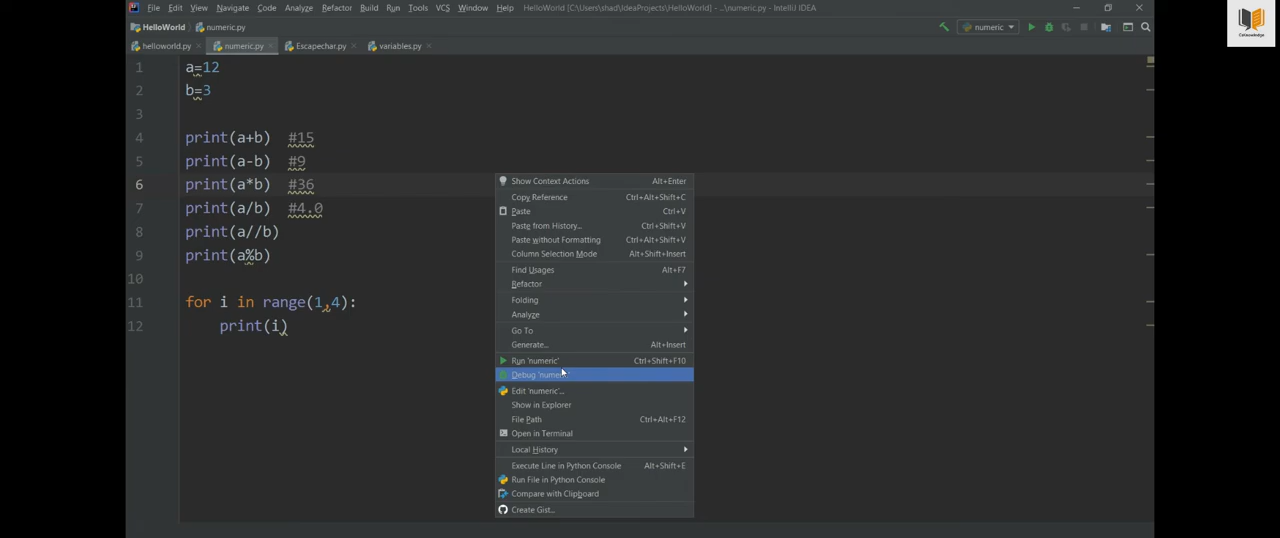 File Edit View Navigate Code Analyze Refactor Build Run Tools VCS Window Help HelloWorld [C:\Users\shad\IdeaProjects\HelloWorld] - ...\numeric.py - IntelliJ IDEA
HelloWorld numeric.py numeric
helloworld.py numeric.py Escapechar.py variables.py
1 a=12
2 b=3
3
4 print(a+b) #15
5 print(a-b) #9
6 print(a*b) #36
7 print(a/b) #4.0
8 print(a//b)
9 print(a%b)
10
11 for i in range(1,4):
12 print(i)
Show Context Actions Alt+Enter
Copy Reference Ctrl+Alt+Shift+C
Paste Ctrl+V
Paste from History... Ctrl+Shift+V
Paste without Formatting Ctrl+Alt+Shift+V
Column Selection Mode Alt+Shift+Insert
Find Usages Alt+F7
Refactor
Folding
Analyze
Go To
Generate... Alt+Insert
Run 'numeric' Ctrl+Shift+F10
Debug 'numeric'
Edit 'numeric'...
Show in Explorer
File Path Ctrl+Alt+F12
Open in Terminal
Local History
Execute Line in Python Console Alt+Shift+E
Run File in Python Console
Compare with Clipboard
Create Gist...